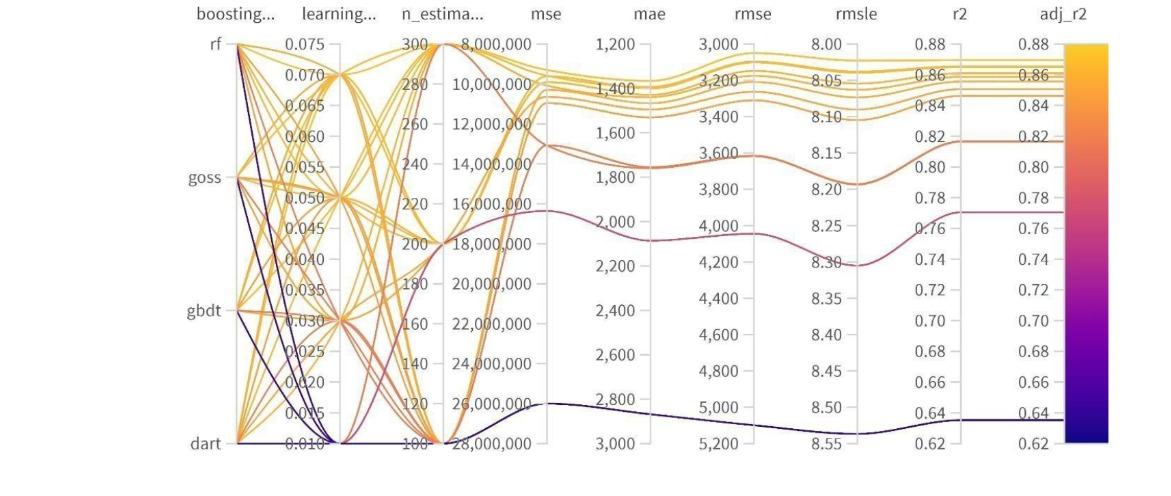 boosting... learning... n_estima... mse mae rmse rmsle r2 adj_r2
rf 0.075 300 8,000,000 1,200 3,000 8.00 0.88 0.88
0.070 280 10,000,000 1,400 3,200 8.05 0.86 0.86
0.065 260 12,000,000 1,600 3,400 8.10 0.84 0.84
0.060 240 14,000,000 1,800 3,600 8.15 0.82 0.82
0.055 220 16,000,000 2,000 3,800 8.20 0.80 0.80
goss 0.050 200 18,000,000 2,200 4,000 8.25 0.78 0.78
0.045 180 20,000,000 2,400 4,200 8.30 0.76 0.76
0.040 160 22,000,000 2,600 4,400 8.35 0.74 0.74
0.035 140 24,000,000 2,800 4,600 8.40 0.72 0.72
gbdt 0.030 120 26,000,000 3,000 4,800 8.45 0.70 0.70
0.025 100 28,000,000 5,000 8.50 0.68 0.68
0.020 5,200 8.55 0.66 0.66
0.015 0.64 0.64
dart 0.010 0.62 0.62